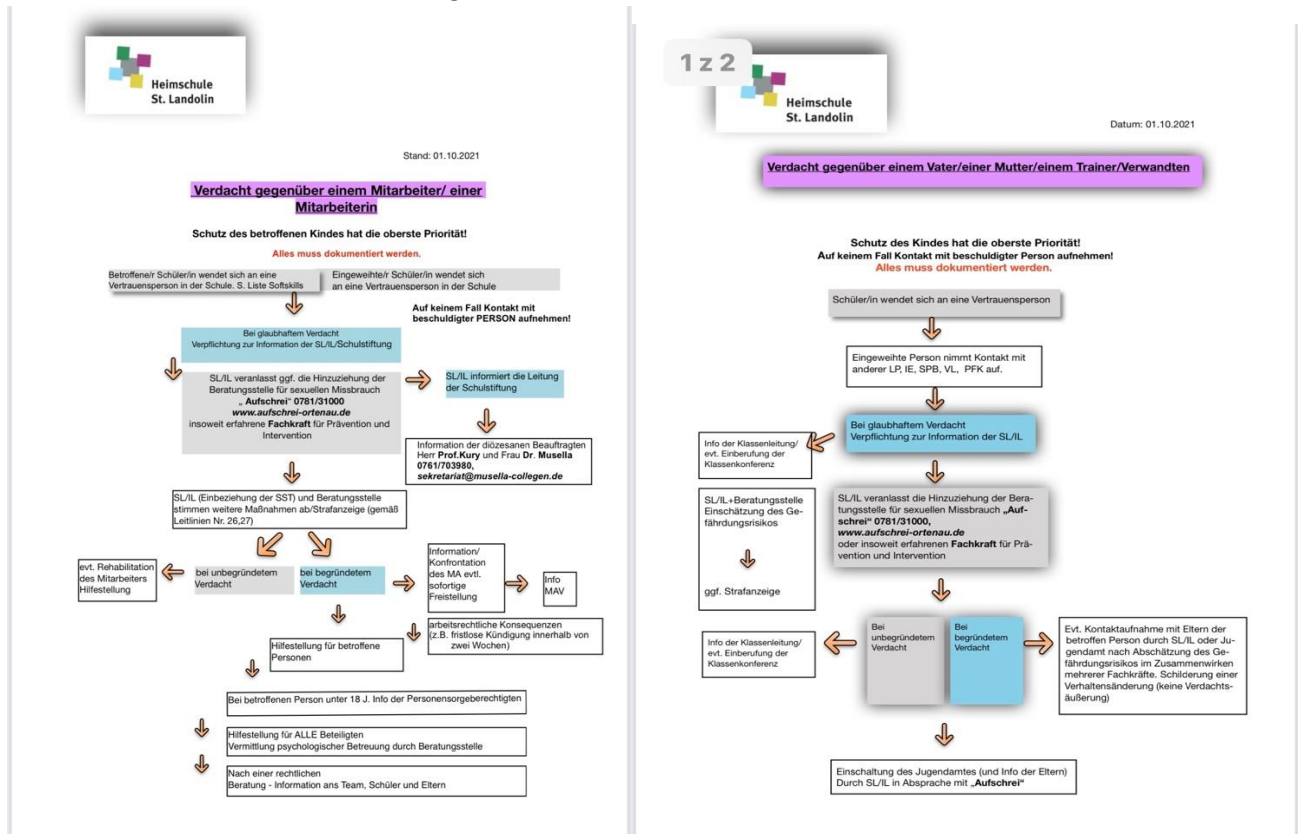 Heimschule
St. Landolin
Stand: 01.10.2021
Verdacht gegenüber einem Mitarbeiter/ einer
Mitarbeiterin
Schutz des betroffenen Kindes hat die oberste Priorität!
Alles muss dokumentiert werden.
Betroffene/r Schüler/in wendet sich an eine
Vertrauensperson in der Schule. S. Liste Softskills
Eingeweihte/r Schüler/in wendet sich
an eine Vertrauensperson in der Schule
Auf keinem Fall Kontakt mit
beschuldigter PERSON aufnehmen!
Bei glaubhaftem Verdacht
Verpflichtung zur Information der SL/IL/Schulstiftung
SL/IL veranlasst ggf. die Hinzuziehung der
Beratungsstelle für sexuellen Missbrauch
„ Aufschrei“ 0781/31000
www.aufschrei-ortenau.de
insoweit erfahrene Fachkraft für Prävention und
Intervention
SL/IL informiert die Leitung
der Schulstiftung
Information der diözesanen Beauftragten
Herr Prof.Kury und Frau Dr. Musella
0761/703980,
sekretariat@musella-collegen.de
SL/IL (Einbeziehung der SST) und Beratungsstelle
stimmen weitere Maßnahmen ab/Strafanzeige (gemäß
Leitlinien Nr. 26,27)
evt. Rehabilitation
des Mitarbeiters
Hilfestellung
bei unbegründetem
Verdacht
bei begründetem
Verdacht
Information/
Konfrontation
des MA evtl.
sofortige
Freistellung
Info
MAV
arbeitsrechtliche Konsequenzen
(z.B. fristlose Kündigung innerhalb von
zwei Wochen)
Hilfestellung für betroffene
Personen
Bei betroffenen Person unter 18 J. Info der Personensorgeberechtigten
Hilfestellung für ALLE Beteiligten
Vermittlung psychologischer Betreuung durch Beratungsstelle
Nach einer rechtlichen
Beratung - Information ans Team, Schüler und Eltern
1 z 2
Heimschule
St. Landolin
Datum: 01.10.2021
Verdacht gegenüber einem Vater/einer Mutter/einem Trainer/Verwandten
Schutz des Kindes hat die oberste Priorität!
Auf keinem Fall Kontakt mit beschuldigter Person aufnehmen!
Alles muss dokumentiert werden.
Schüler/in wendet sich an eine Vertrauensperson
Eingeweihte Person nimmt Kontakt mit
anderer LP, IE, SPB, VL, PFK auf.
Bei glaubhaftem Verdacht
Verpflichtung zur Information der SL/IL
Info der Klassenleitung/
evt. Einberufung der
Klassenkonferenz
SL/IL+Beratungsstelle
Einschätzung des Ge-
fährdungsrisikos
ggf. Strafanzeige
SL/IL veranlasst die Hinzuziehung der Bera-
tungsstelle für sexuellen Missbrauch „Auf-
schrei“ 0781/31000,
www.aufschrei-ortenau.de
oder insoweit erfahrenen Fachkraft für Prä-
vention und Intervention
Info der Klassenleitung/
evt. Einberufung der
Klassenkonferenz
Bei
unbegründetem
Verdacht
Bei
begründetem
Verdacht
Evt. Kontaktaufnahme mit Eltern der
betroffen Person durch SL/IL oder Ju-
gendamt nach Abschätzung des Ge-
fährdungsrisikos im Zusammenwirken
mehrerer Fachkräfte. Schilderung einer
Verhaltensänderung (keine Verdachts-
äußerung)
Einschaltung des Jugendamtes (und Info der Eltern)
Durch SL/IL in Absprache mit „Aufschrei“